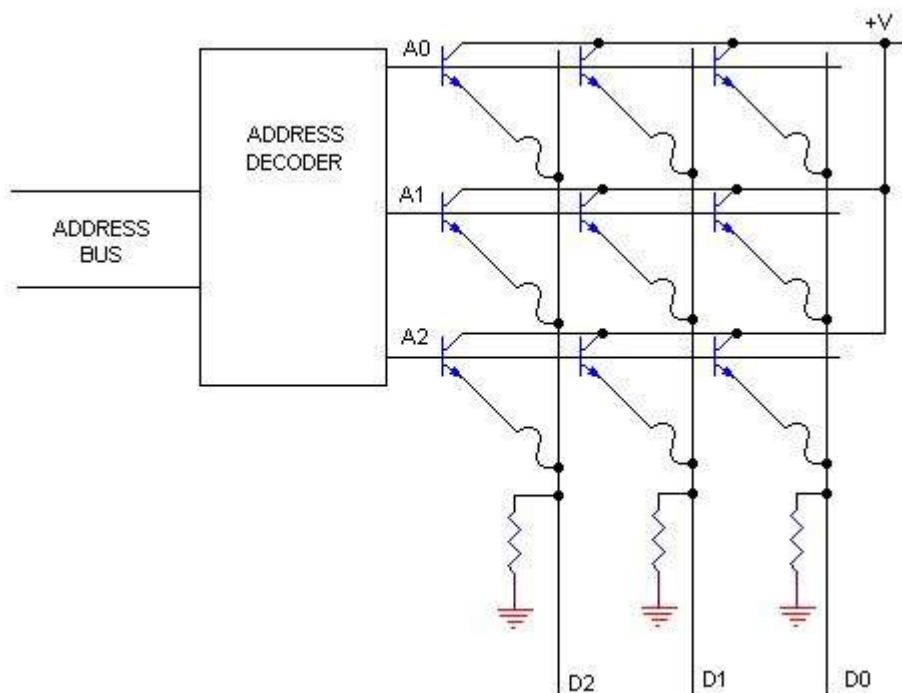 +V
A0
ADDRESS
DECODER
A1
ADDRESS
BUS
A2
D2
D1
D0